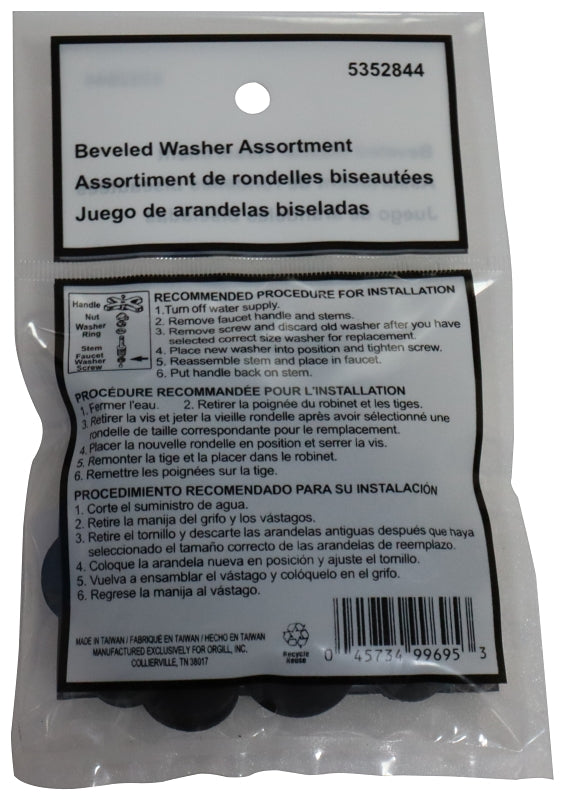 5352844
Beveled Washer Assortment
Assortiment de rondelles biseautées
Juego de arandelas biseladas
Handle
Nut
Washer
Ring
Stem
Faucet
Washer
Screw
RECOMMENDED PROCEDURE FOR INSTALLATION
1.Turn off water supply.
2. Remove faucet handle and stems.
3. Remove screw and discard old washer after you have
selected correct size washer for replacement.
4. Place new washer into position and tighten screw.
5. Reassemble stem and place in faucet.
6. Put handle back on stem.
PROCÉDURE RECOMMANDÉE POUR L'INSTALLATION
1. Fermer l'eau. 2. Retirer la poignée du robinet et les tiges.
3. Retirer la vis et jeter la vieille rondelle après avoir sélectionné une
rondelle de taille correspondante pour le remplacement.
4. Placer la nouvelle rondelle en position et serrer la vis.
5. Remonter la tige et la placer dans le robinet.
6. Remettre les poignées sur la tige.
PROCEDIMIENTO RECOMENDADO PARA SU INSTALACIÓN
1. Corte el suministro de agua.
2. Retire la manija del grifo y los vástagos.
3. Retire el tornillo y descarte las arandelas antiguas después que haya
seleccionado el tamaño correcto de las arandelas de reemplazo.
4. Coloque la arandela nueva en posición y ajuste el tornillo.
5. Vuelva a ensamblar el vástago y colóquelo en el grifo.
6. Regrese la manija al vástago.
MADE IN TAIWAN / FABRIQUE EN TAIWAN / HECHO EN TAIWAN
MANUFACTURED EXCLUSIVELY FOR ORGILL, INC.
COLLIERVILLE, TN 38017
Recycle
Reuse
0 45734 99695 3